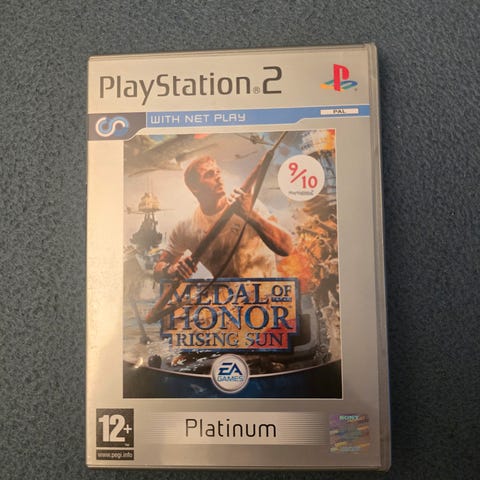 PlayStation®2
WITH NET PLAY
PAL
9/10
MEDAL OF
HONOR
RISING SUN
EA
GAMES
12+
www.pegi.info
Platinum
SONY